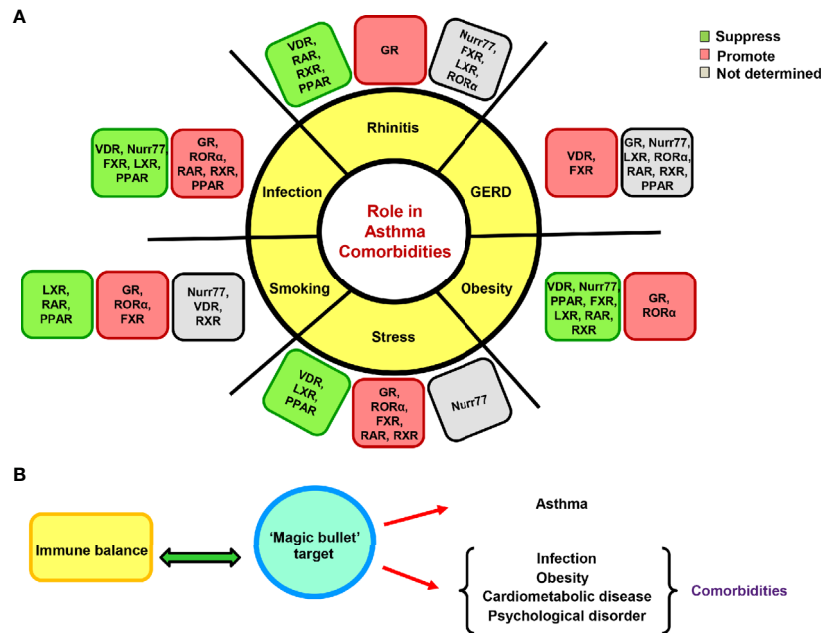 A
Suppress
Promote
Not determined
VDR,
RAR,
RXR,
PPAR
GR
Nurr77,
FXR,
LXR,
RORα
Rhinitis
VDR, Nurr77,
FXR, LXR,
PPAR
GR,
RORα,
RAR, RXR,
PPAR
Infection
GERD
VDR,
FXR
GR, Nurr77,
LXR, RORα,
RAR, RXR,
PPAR
Role in
Asthma
Comorbidities
LXR,
RAR,
PPAR
GR,
RORα,
FXR
Nurr77,
VDR,
RXR
Smoking
Obesity
VDR, Nurr77,
PPAR, FXR,
LXR, RAR,
RXR
GR,
RORα
Stress
VDR,
LXR,
PPAR
GR,
RORα,
FXR,
RAR, RXR
Nurr77
B
Immune balance
'Magic bullet'
target
Asthma
Infection
Obesity
Cardiometabolic disease
Psychological disorder
Comorbidities